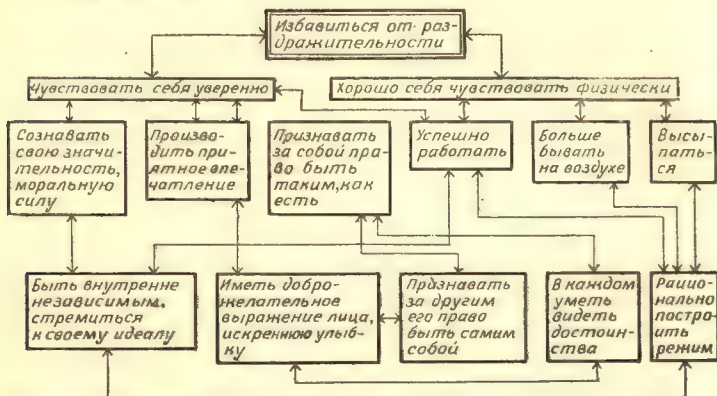 Избавиться от раз-
дражительности
Чувствовать себя уверенно
Хорошо себя чувствовать физически
Сознавать
свою значи-
тельность,
моральную
силу
Произво-
дить при-
ятное впе-
чатление
Признавать
за собой пра-
во быть
таким, как
есть
Успешно
работать
Больше
бывать
на воздухе
Высы-
паться
Быть внутренне
независимым,
стремиться
к своему идеалу
Иметь добро-
желательное
выражение лица,
искреннюю улыб-
ку
Признавать
за другим
его право
быть самим
собой
В каждом
уметь
видеть
достоин-
ства
Рацио-
нально
постро-
ить
режим